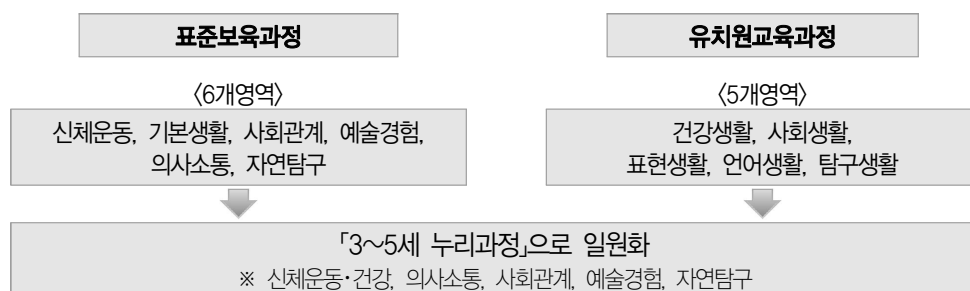 표준보육과정
유치원교육과정
〈6개영역〉
〈5개영역〉
신체운동, 기본생활, 사회관계, 예술경험,
의사소통, 자연탐구
건강생활, 사회생활,
표현생활, 언어생활, 탐구생활
「3～5세 누리과정」으로 일원화
※ 신체운동･건강, 의사소통, 사회관계, 예술경험, 자연탐구